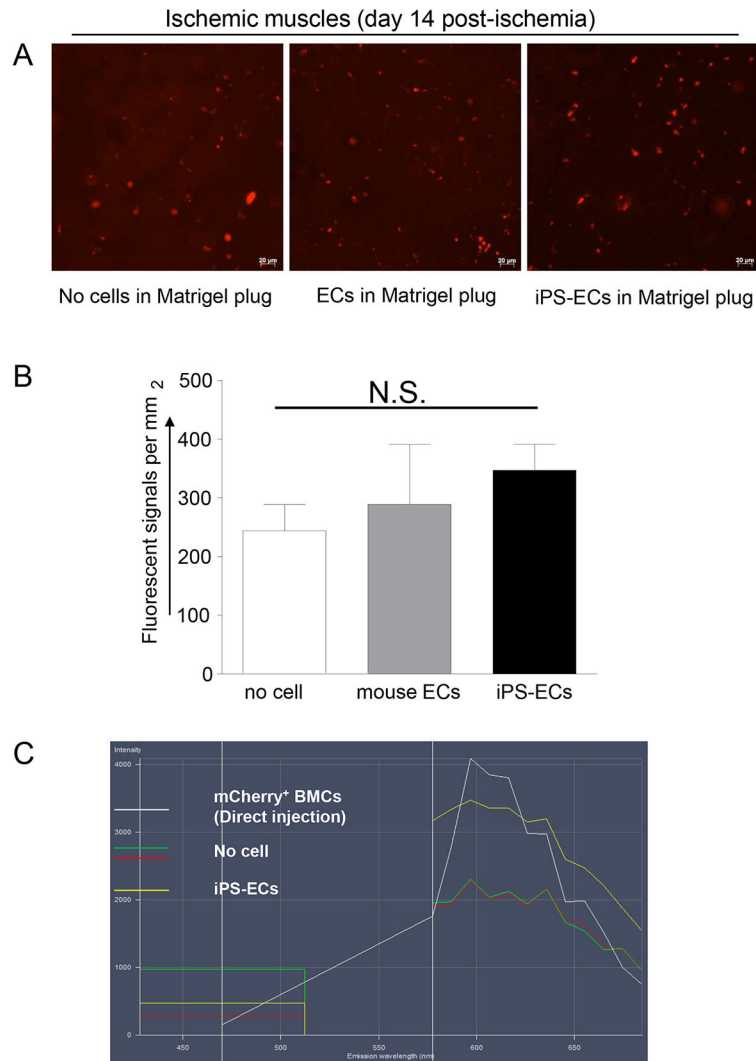 Ischemic muscles (day 14 post-ischemia)
A
20 µm
20 µm
20 µm
No cells in Matrigel plug
ECs in Matrigel plug
iPS-ECs in Matrigel plug
B
Fluorescent signals per mm 2
500
400
300
200
100
0
N.S.
no cell
mouse ECs
iPS-ECs
C
Intensity
4000
3000
2000
1000
0
mCherry⁺ BMCs
(Direct injection)
No cell
iPS-ECs
450
500
550
600
650
Emission wavelength (nm)